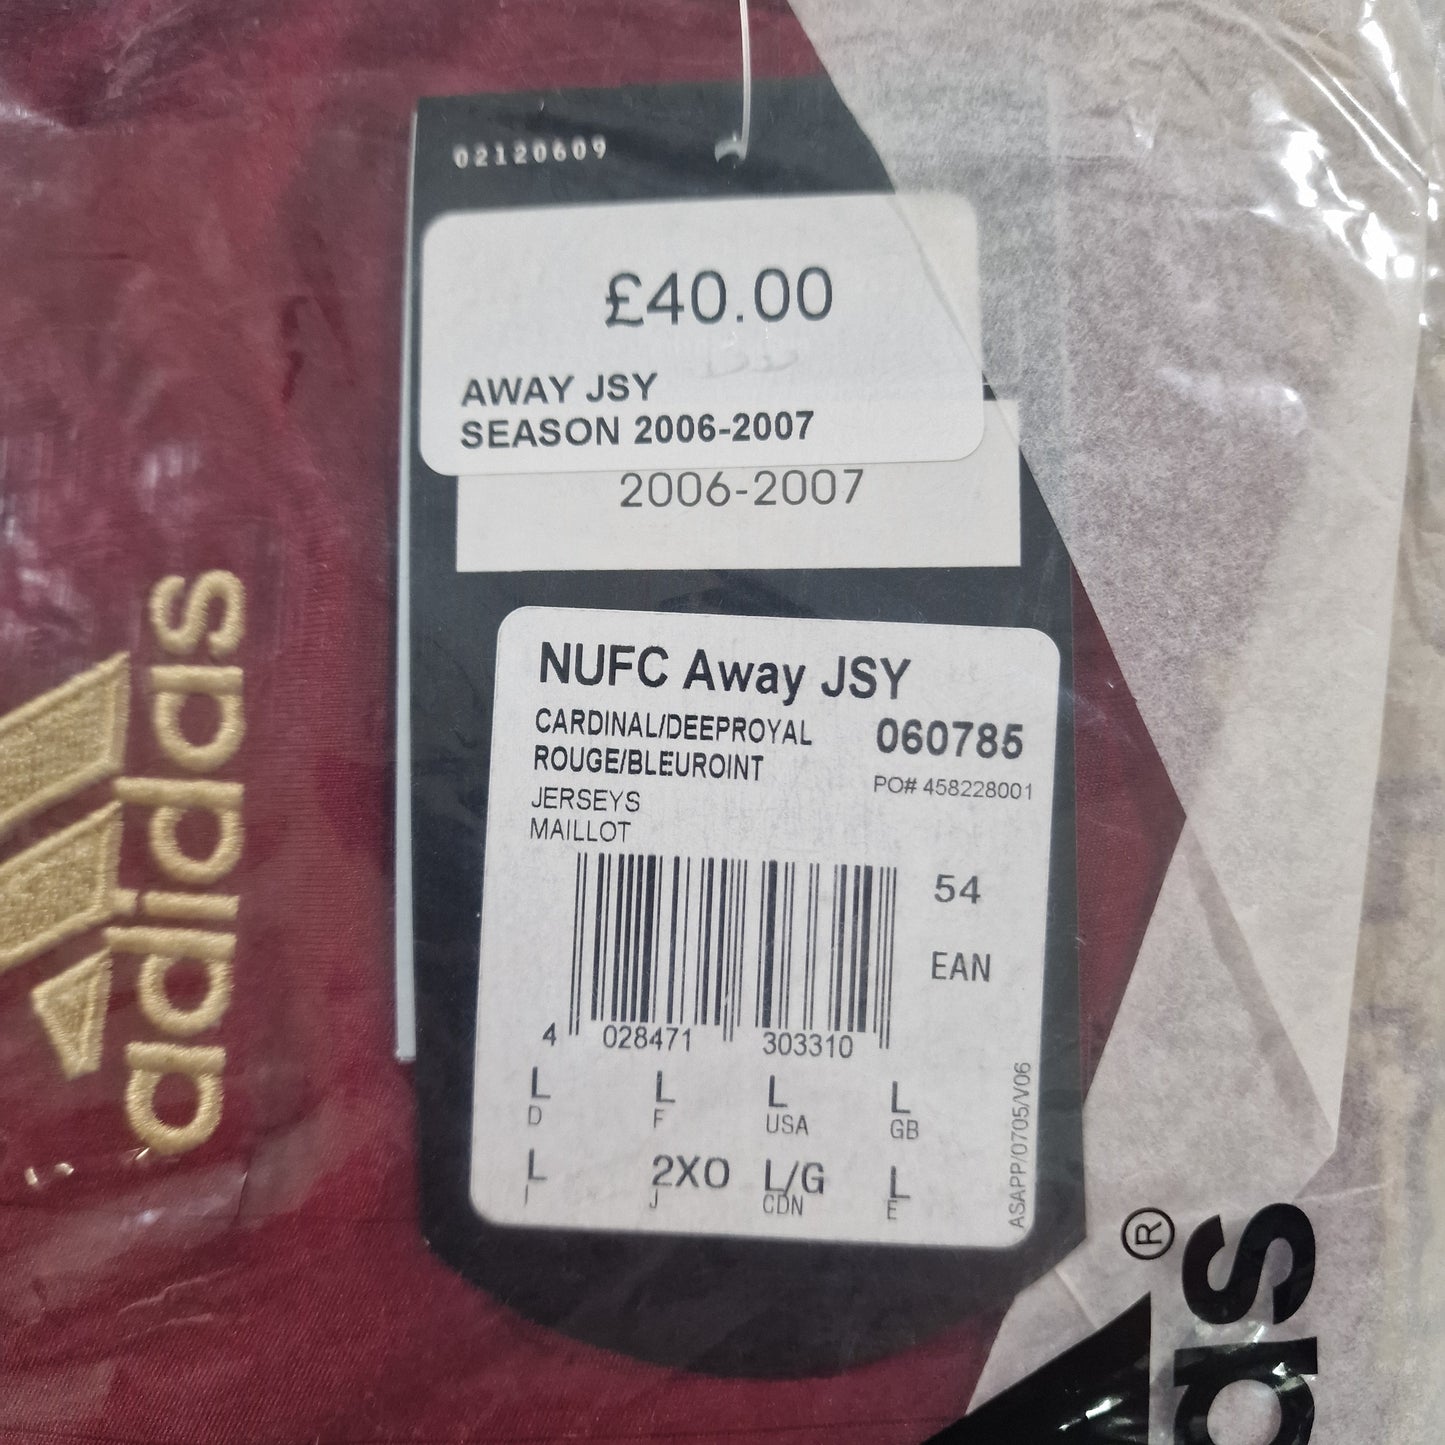 02120609
£40.00
AWAY JSY
SEASON 2006-2007
2006-2007
NUFC Away JSY
CARDINAL/DEEPROYAL
ROUGE/BLEUROINT
060785
PO# 458228001
JERSEYS
MAILLOT
54
EAN
4 028471 303310
L L L L
D F USA GB
L 2XO L/G L
I J CDN E
ASAPP/0705/V06
adidas
®
as